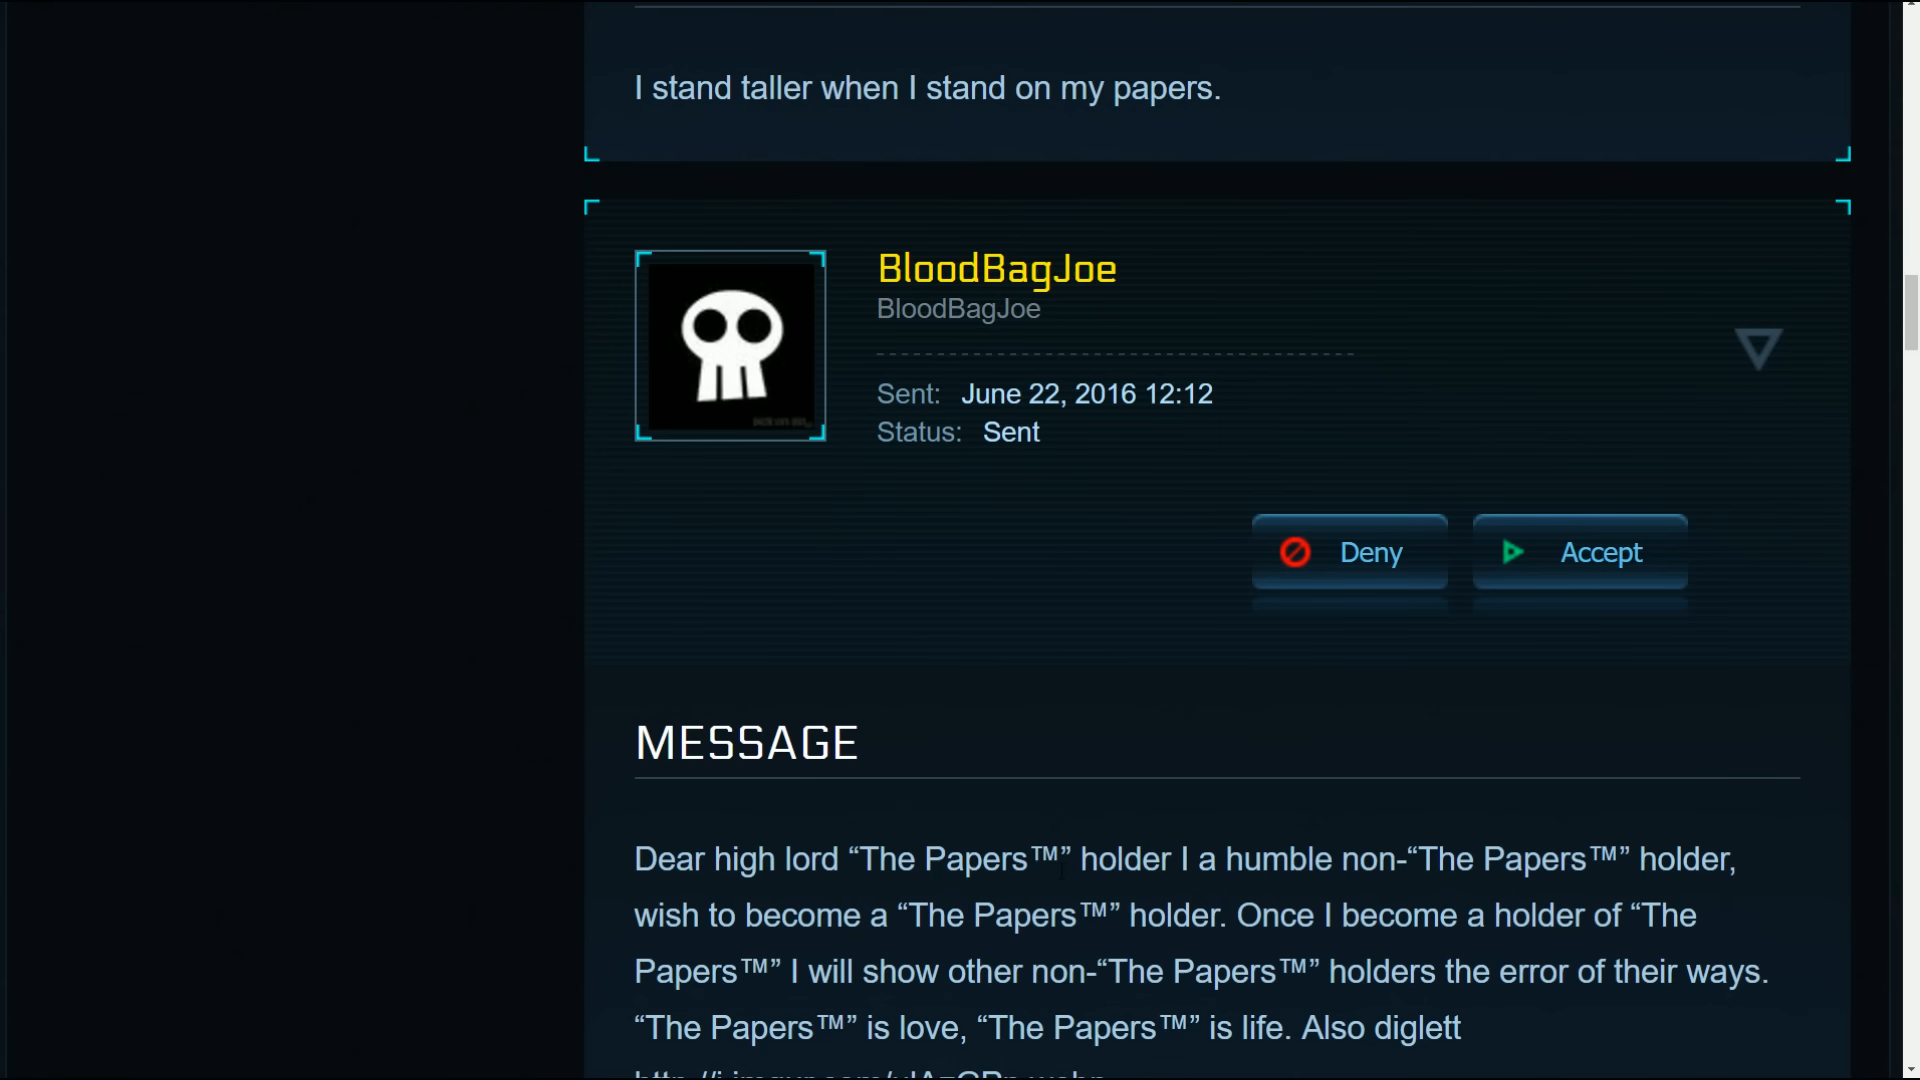 I stand taller when I stand on my papers.
BloodBagJoe
BloodBagJoe
Sent: June 22, 2016 12:12
Status: Sent
Deny
Accept
MESSAGE
Dear high lord “The Papers™” holder I a humble non-“The Papers™” holder,
wish to become a “The Papers™” holder. Once I become a holder of “The
Papers™” I will show other non-“The Papers™” holders the error of their ways.
“The Papers™” is love, “The Papers™” is life. Also diglett